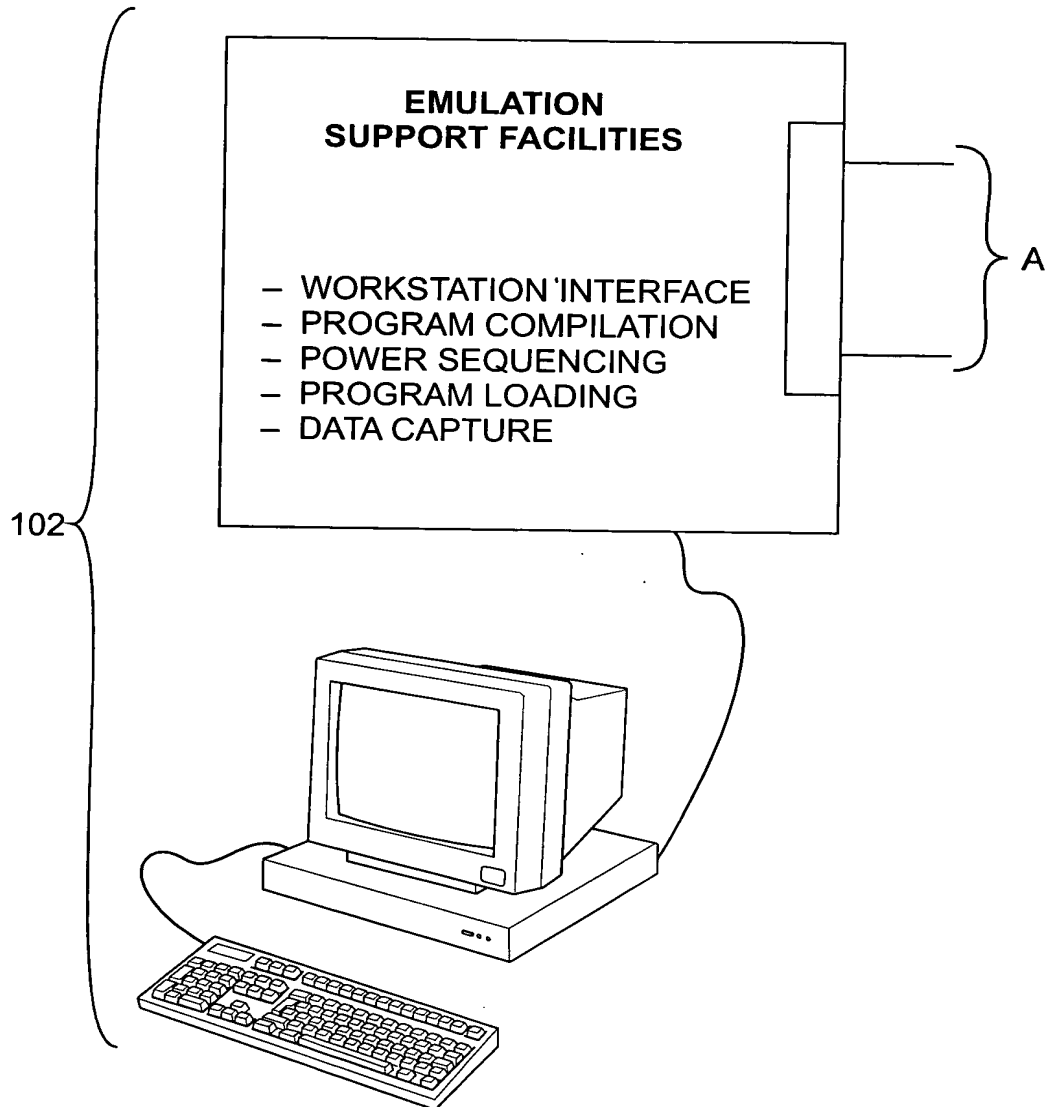 EMULATION
SUPPORT FACILITIES
– WORKSTATION INTERFACE
– PROGRAM COMPILATION
– POWER SEQUENCING
– PROGRAM LOADING
– DATA CAPTURE
A
102